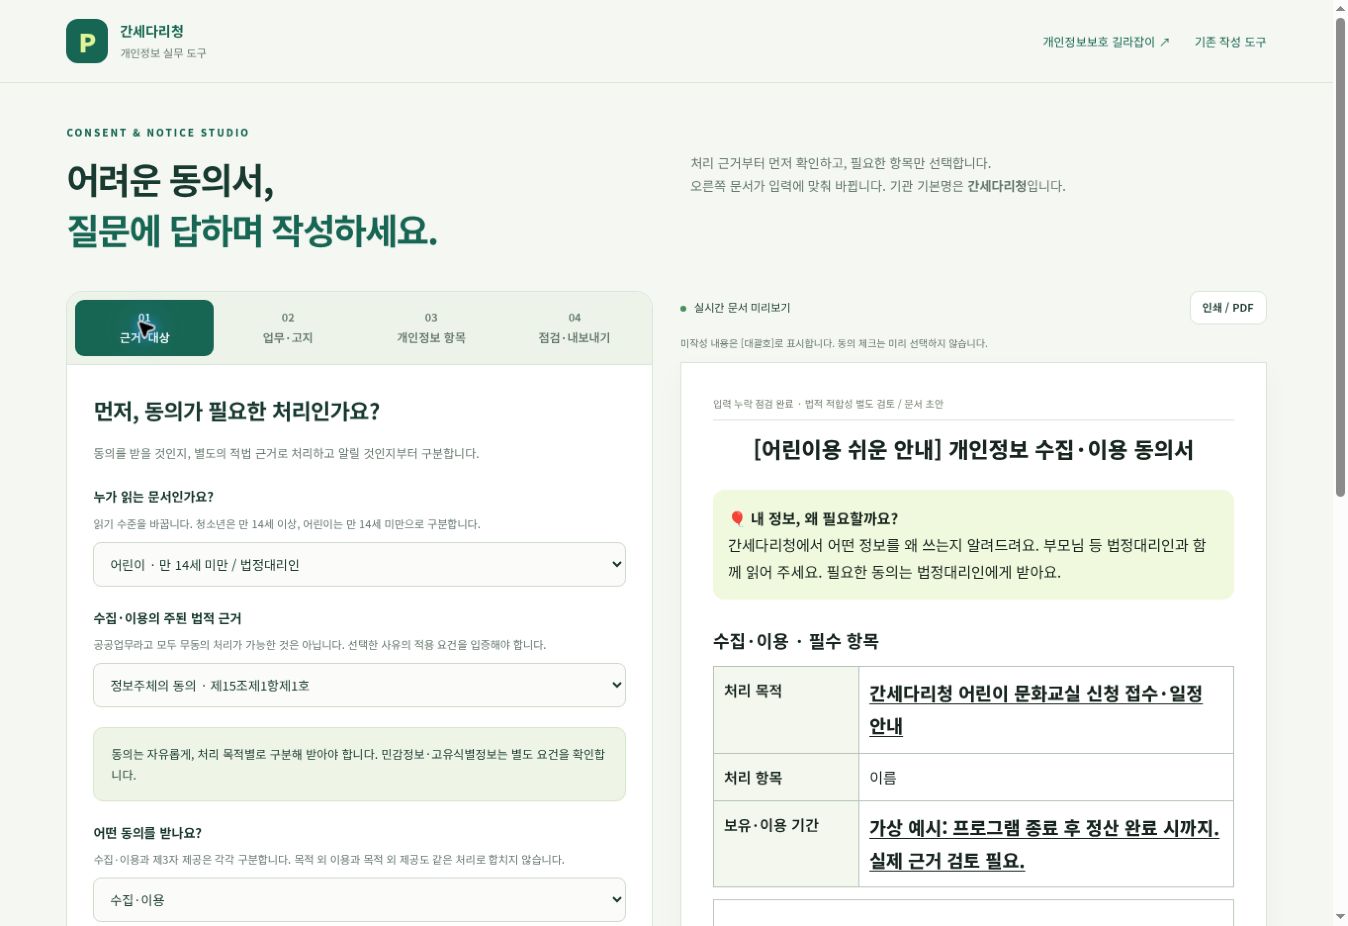 P
간세다리청
개인정보 실무 도구
개인정보보호 길라잡이 ↗
기존 작성 도구
CONSENT & NOTICE STUDIO
어려운 동의서,
질문에 답하며 작성하세요.
처리 근거부터 먼저 확인하고, 필요한 항목만 선택합니다.
오른쪽 문서가 입력에 맞춰 바뀝니다. 기관 기본명은 간세다리청입니다.
01
근거·대상
02
업무·고지
03
개인정보 항목
04
점검·내보내기
먼저, 동의가 필요한 처리인가요?
동의를 받을 것인지, 별도의 적법 근거로 처리하고 알릴 것인지부터 구분합니다.
누가 읽는 문서인가요?
읽기 수준을 바꿉니다. 청소년은 만 14세 이상, 어린이는 만 14세 미만으로 구분합니다.
어린이 · 만 14세 미만 / 법정대리인
수집·이용의 주된 법적 근거
공공업무라고 모두 무동의 처리가 가능한 것은 아닙니다. 선택한 사유의 적용 요건을 입증해야 합니다.
정보주체의 동의 · 제15조제1항제1호
동의는 자유롭게, 처리 목적별로 구분해 받아야 합니다. 민감정보·고유식별정보는 별도 요건을 확인합
니다.
어떤 동의를 받나요?
수집·이용과 제3자 제공은 각각 구분합니다. 목적 외 이용과 목적 외 제공도 같은 처리로 합치지 않습니다.
수집·이용
실시간 문서 미리보기
인쇄 / PDF
미작성 내용은 [대괄호]로 표시합니다. 동의 체크는 미리 선택하지 않습니다.
입력 누락 점검 완료 · 법적 적합성 별도 검토 / 문서 초안
[어린이용 쉬운 안내] 개인정보 수집·이용 동의서
🎈 내 정보, 왜 필요할까요?
간세다리청에서 어떤 정보를 왜 쓰는지 알려드려요. 부모님 등 법정대리인과 함
께 읽어 주세요. 필요한 동의는 법정대리인에게 받아요.
수집·이용 · 필수 항목
처리 목적
간세다리청 어린이 문화교실 신청 접수·일정
안내
처리 항목
이름
보유·이용 기간
가상 예시: 프로그램 종료 후 정산 완료 시까지.
실제 근거 검토 필요.